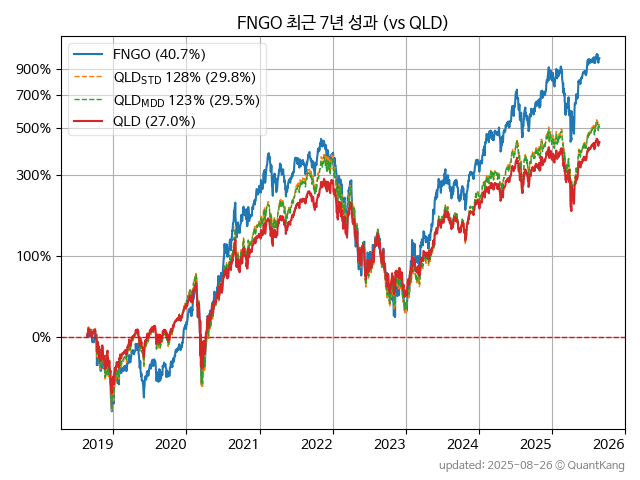 FNGO 최근 7년 성과 (vs QLD)
FNGO (40.7%)
QLD_STD 128% (29.8%)
QLD_MDD 123% (29.5%)
QLD (27.0%)
900%
700%
500%
300%
100%
0%
2019 2020 2021 2022 2023 2024 2025 2026
updated: 2025-08-26 © QuantKang